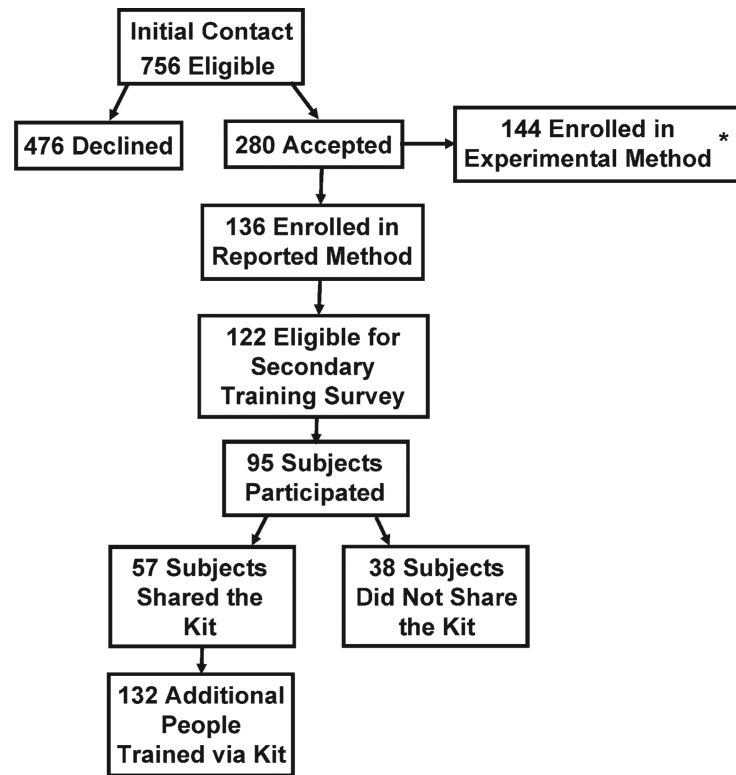 Initial Contact
756 Eligible
476 Declined
280 Accepted
144 Enrolled in
Experimental Method *
136 Enrolled in
Reported Method
122 Eligible for
Secondary
Training Survey
95 Subjects
Participated
57 Subjects
Shared the
Kit
38 Subjects
Did Not Share
the Kit
132 Additional
People
Trained via Kit